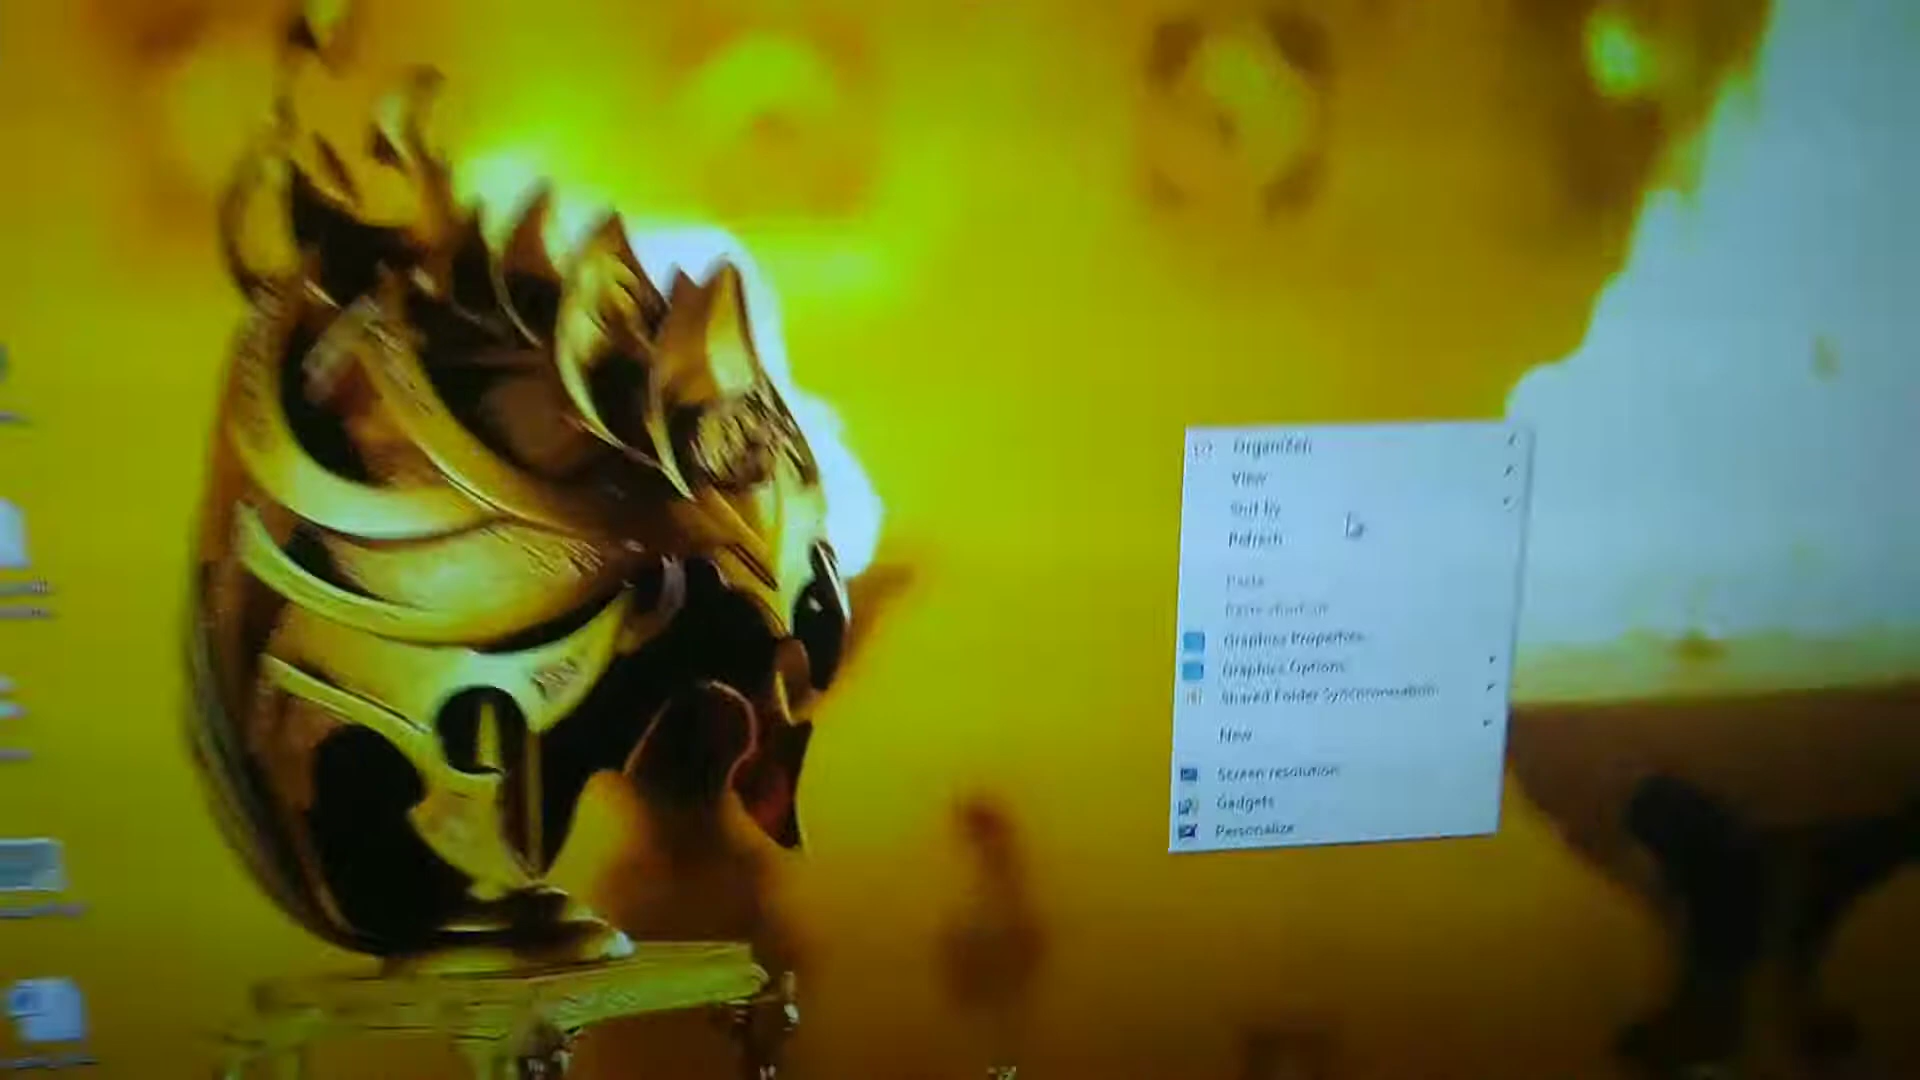 View
Sort by
Refresh
Paste
Paste shortcut
Graphics Properties...
Graphics Options
Shared Folder Synchronization
New
Screen resolution
Gadgets
Personalize